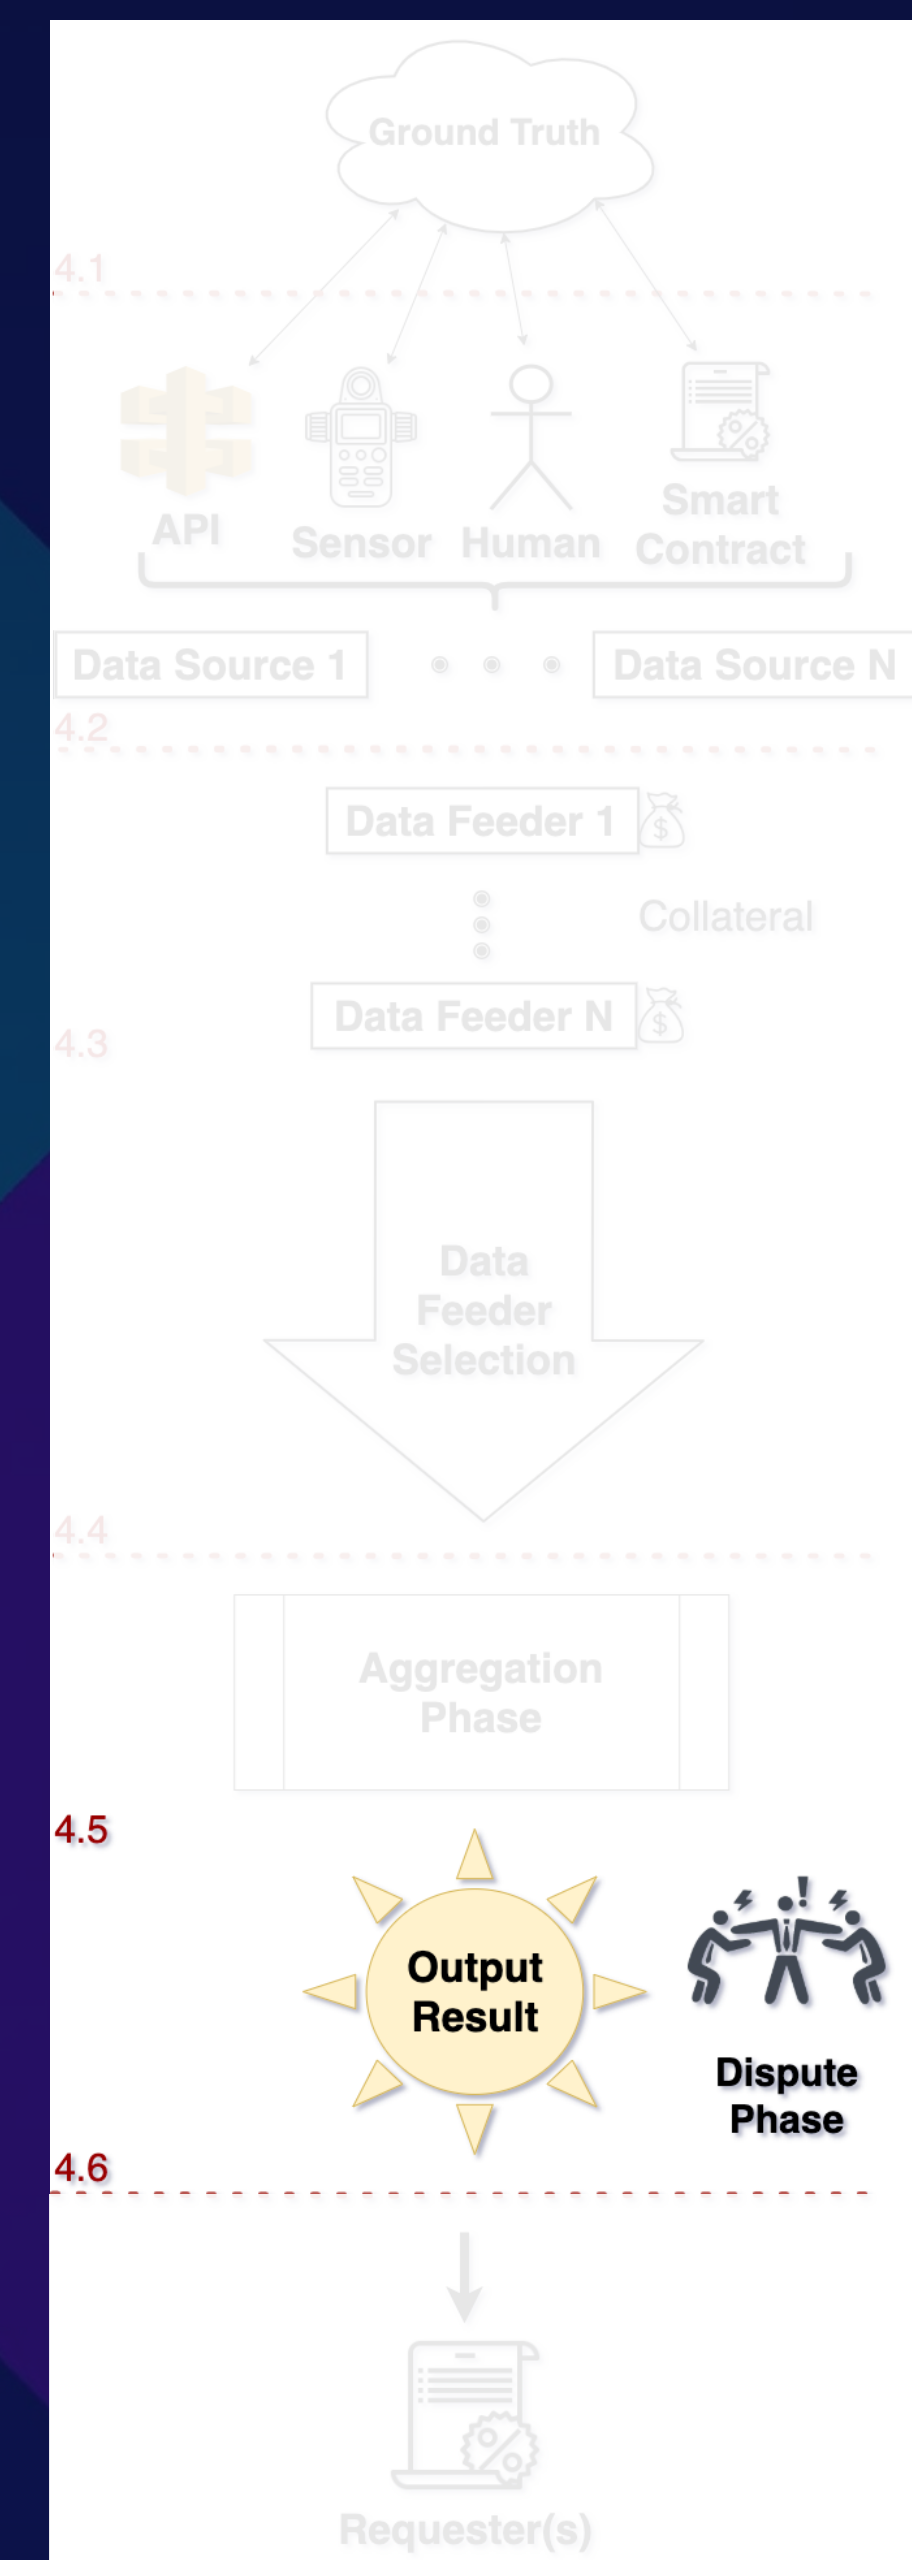 Ground Truth
4.1
API
Sensor
Human
Smart
Contract
Data Source 1
Data Source N
4.2
Data Feeder 1
$
Collateral
Data Feeder N
$
4.3
Data
Feeder
Selection
4.4
Aggregation
Phase
4.5
Output
Result
Dispute
Phase
4.6
Requester(s)